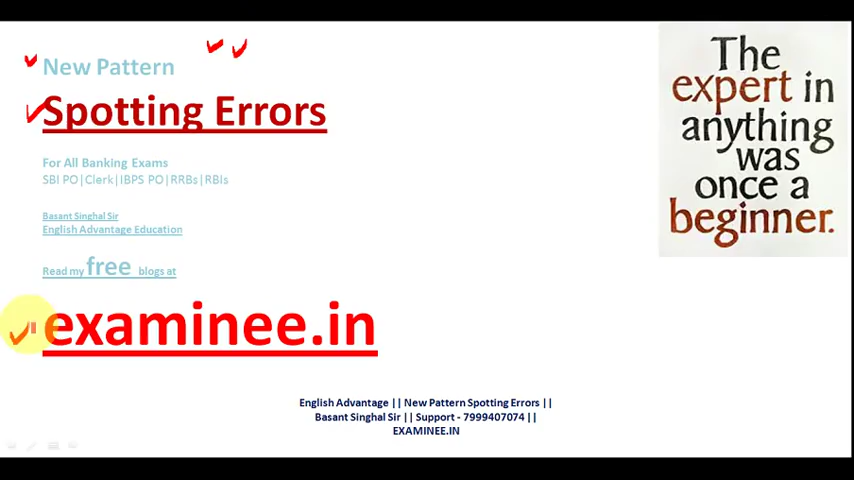 New Pattern
Spotting Errors
For All Banking Exams
SBI PO|Clerk|IBPS PO|RRBs|RBIs
Basant Singhal Sir
English Advantage Education
Read my free blogs at
examinee.in
The
expert in
anything
was
once a
beginner.
English Advantage || New Pattern Spotting Errors ||
Basant Singhal Sir || Support - 7999407074 ||
EXAMINEE.IN